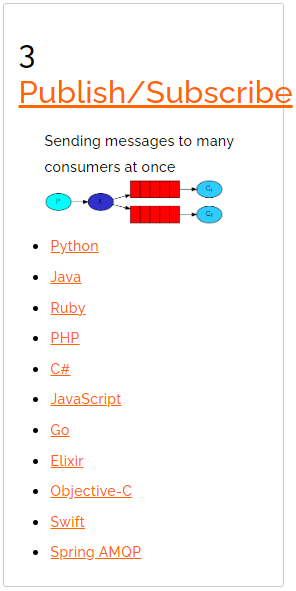 3
Publish/Subscribe
Sending messages to many
consumers at once
P
X
C₁
C₂
Python
Java
Ruby
PHP
C#
JavaScript
Go
Elixir
Objective-C
Swift
Spring AMQP